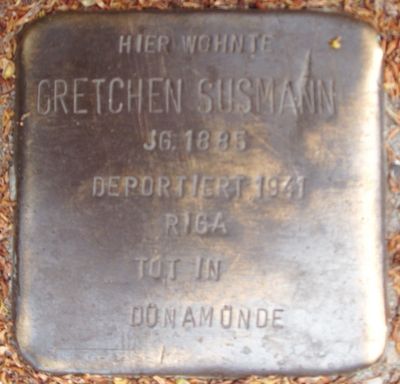 HIER WOHNTE
GRETCHEN SUSMANN
JG. 1885
DEPORTIERT 1941
RIGA
TOT IN
DÜNAMÜNDE